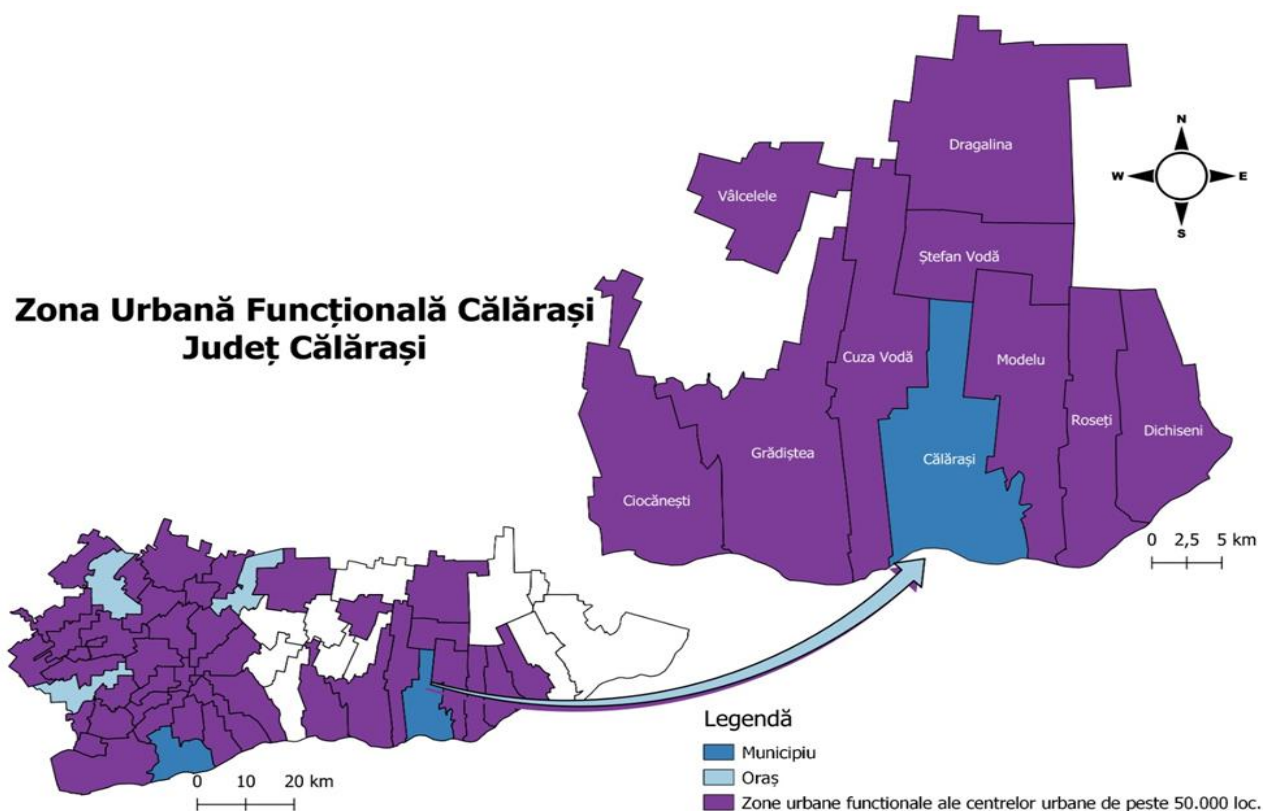 Zona Urbană Funcțională Călărași
Județ Călărași
Dragalina
Vâlcelele
Ștefan Vodă
Cuza Vodă
Modelu
Roseți
Dichiseni
Grădiștea
Călărași
Ciocănești
N
W
E
S
0 2,5 5 km
0 10 20 km
Legendă
Municipiu
Oraș
Zone urbane funcționale ale centrelor urbane de peste 50.000 loc.